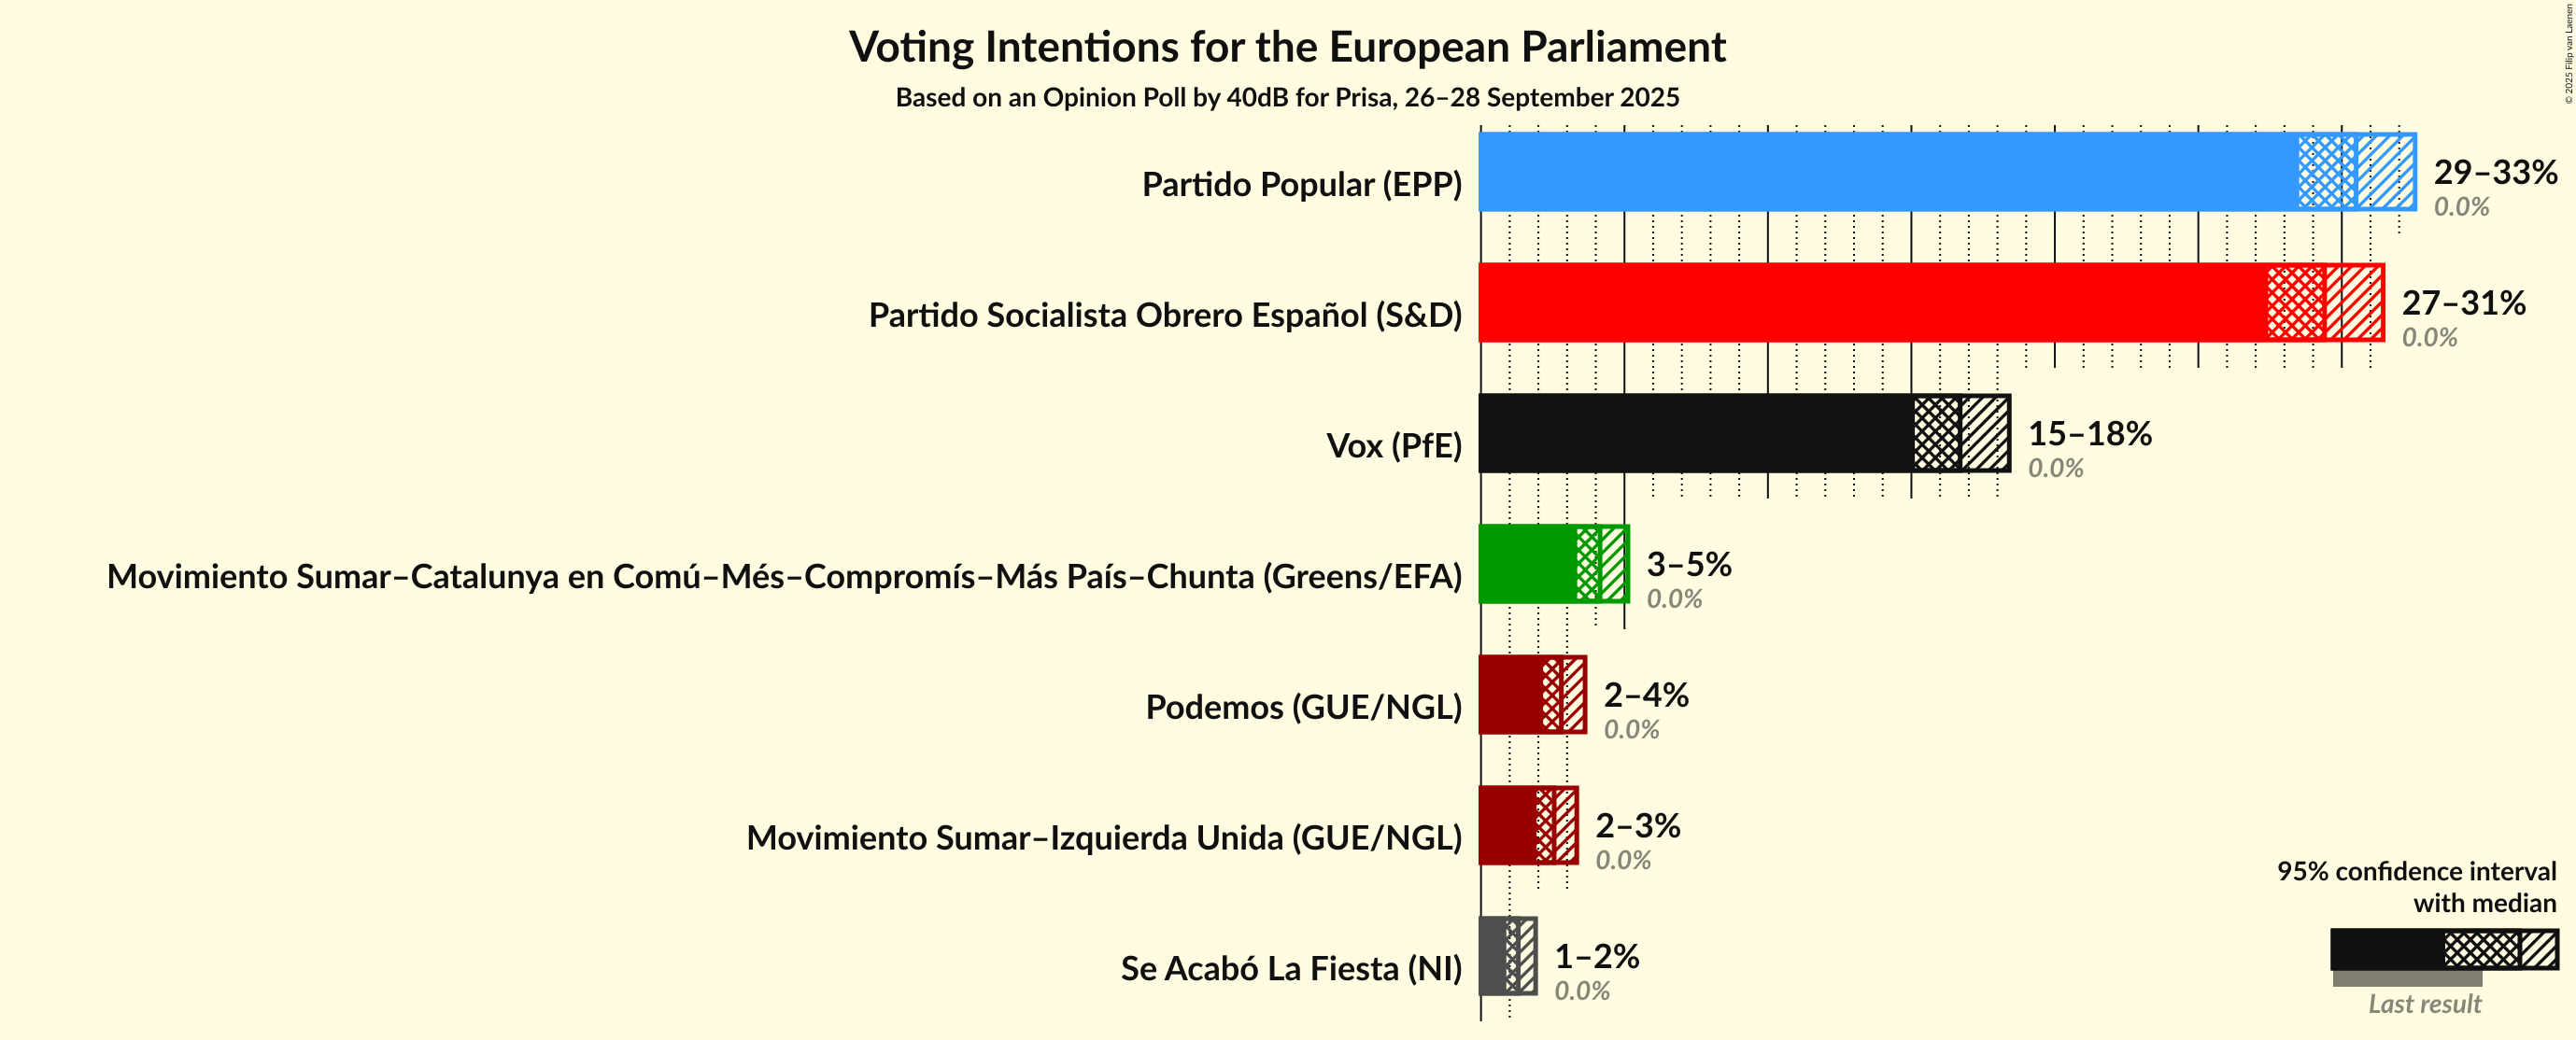 Voting Intentions for the European Parliament
Based on an Opinion Poll by 40dB for Prisa, 26–28 September 2025
© 2025 Filip van Laenen
Partido Popular (EPP)
29–33%
0.0%
Partido Socialista Obrero Español (S&D)
27–31%
0.0%
Vox (PfE)
15–18%
0.0%
Movimiento Sumar–Catalunya en Comú–Més–Compromís–Más País–Chunta (Greens/EFA)
3–5%
0.0%
Podemos (GUE/NGL)
2–4%
0.0%
Movimiento Sumar–Izquierda Unida (GUE/NGL)
2–3%
0.0%
Se Acabó La Fiesta (NI)
1–2%
0.0%
95% confidence interval
with median
Last result